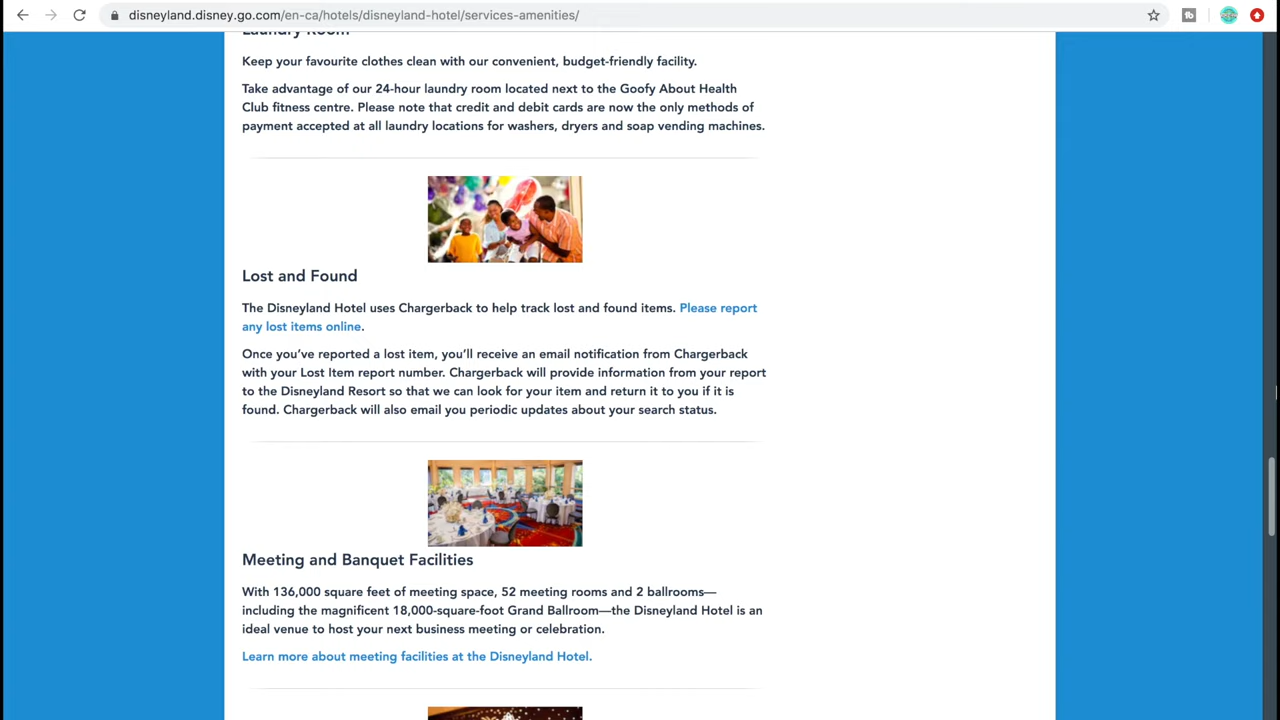 disneyland.disney.go.com/en-ca/hotels/disneyland-hotel/services-amenities/
Laundry Room
Keep your favourite clothes clean with our convenient, budget-friendly facility.
Take advantage of our 24-hour laundry room located next to the Goofy About Health
Club fitness centre. Please note that credit and debit cards are now the only methods of
payment accepted at all laundry locations for washers, dryers and soap vending machines.
Lost and Found
The Disneyland Hotel uses Chargerback to help track lost and found items. Please report
any lost items online.
Once you’ve reported a lost item, you’ll receive an email notification from Chargerback
with your Lost Item report number. Chargerback will provide information from your report
to the Disneyland Resort so that we can look for your item and return it to you if it is
found. Chargerback will also email you periodic updates about your search status.
Meeting and Banquet Facilities
With 136,000 square feet of meeting space, 52 meeting rooms and 2 ballrooms—
including the magnificent 18,000-square-foot Grand Ballroom—the Disneyland Hotel is an
ideal venue to host your next business meeting or celebration.
Learn more about meeting facilities at the Disneyland Hotel.